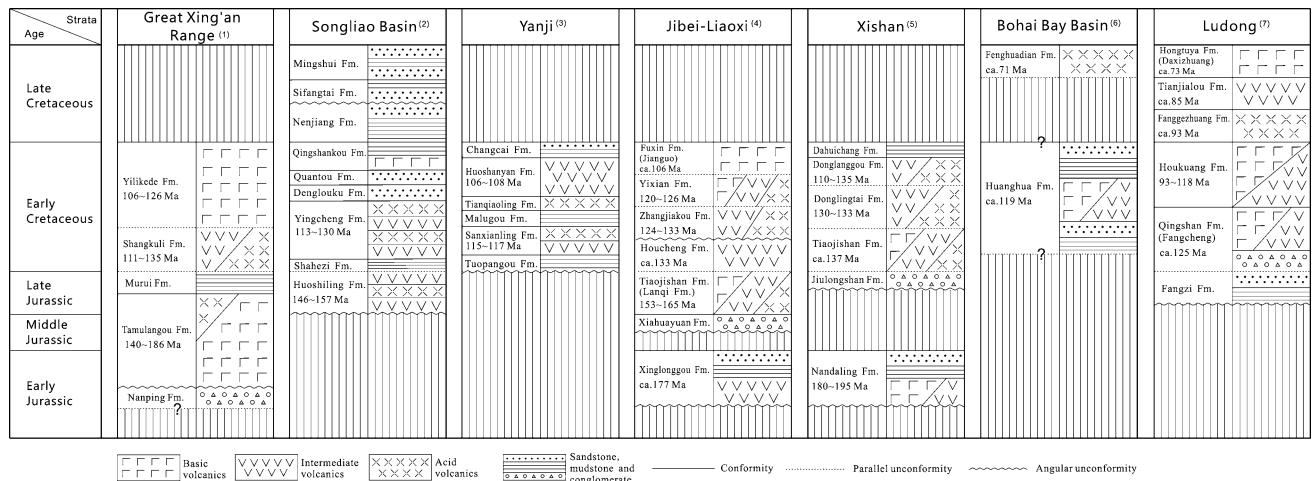 Strata
Age
Great Xing'an
Range (1)
Songliao Basin (2)
Yanji (3)
Jibei-Liaoxi (4)
Xishan (5)
Bohai Bay Basin (6)
Ludong (7)
Late
Cretaceous
Early
Cretaceous
Late
Jurassic
Middle
Jurassic
Early
Jurassic
Yilikede Fm.
106~126 Ma
Shangkuli Fm.
111~135 Ma
Murui Fm.
Tamulangou Fm.
140~186 Ma
Nanping Fm.
?
Mingshui Fm.
Sifangtai Fm.
Nenjiang Fm.
Qingshankou Fm.
Quantou Fm.
Denglouku Fm.
Yingcheng Fm.
113~130 Ma
Shahezi Fm.
Huoshiling Fm.
146~157 Ma
Changcai Fm.
Huoshanyan Fm.
106~108 Ma
Tianqiaoling Fm.
Malugou Fm.
Sanxianling Fm.
115~117 Ma
Tuopangou Fm.
Fuxin Fm.
(Jianguo)
ca.106 Ma
Yixian Fm.
120~126 Ma
Zhangjiakou Fm.
124~133 Ma
Houcheng Fm.
ca.133 Ma
Tiaojishan Fm.
(Lanqi Fm.)
153~165 Ma
Xiahuayuan Fm.
Xinglonggou Fm.
ca.177 Ma
Dahuichang Fm.
Donglanggou Fm.
110~135 Ma
Donglingtai Fm.
130~133 Ma
Tiaojishan Fm.
ca.137 Ma
Jiulongshan Fm.
Nandaling Fm.
180~195 Ma
Fenghuadian Fm.
ca.71 Ma
?
Huanghua Fm.
ca.119 Ma
?
Hongtuya Fm.
(Daxizhuang)
ca.73 Ma
Tianjialou Fm.
ca.85 Ma
Fanggezhuang Fm.
ca.93 Ma
Houkuang Fm.
93~118 Ma
Qingshan Fm.
(Fangcheng)
ca.125 Ma
Fangzi Fm.
Basic
volcanics
Intermediate
volcanics
Acid
volcanics
Sandstone,
mudstone and
conglomerate
Conformity
Parallel unconformity
Angular unconformity